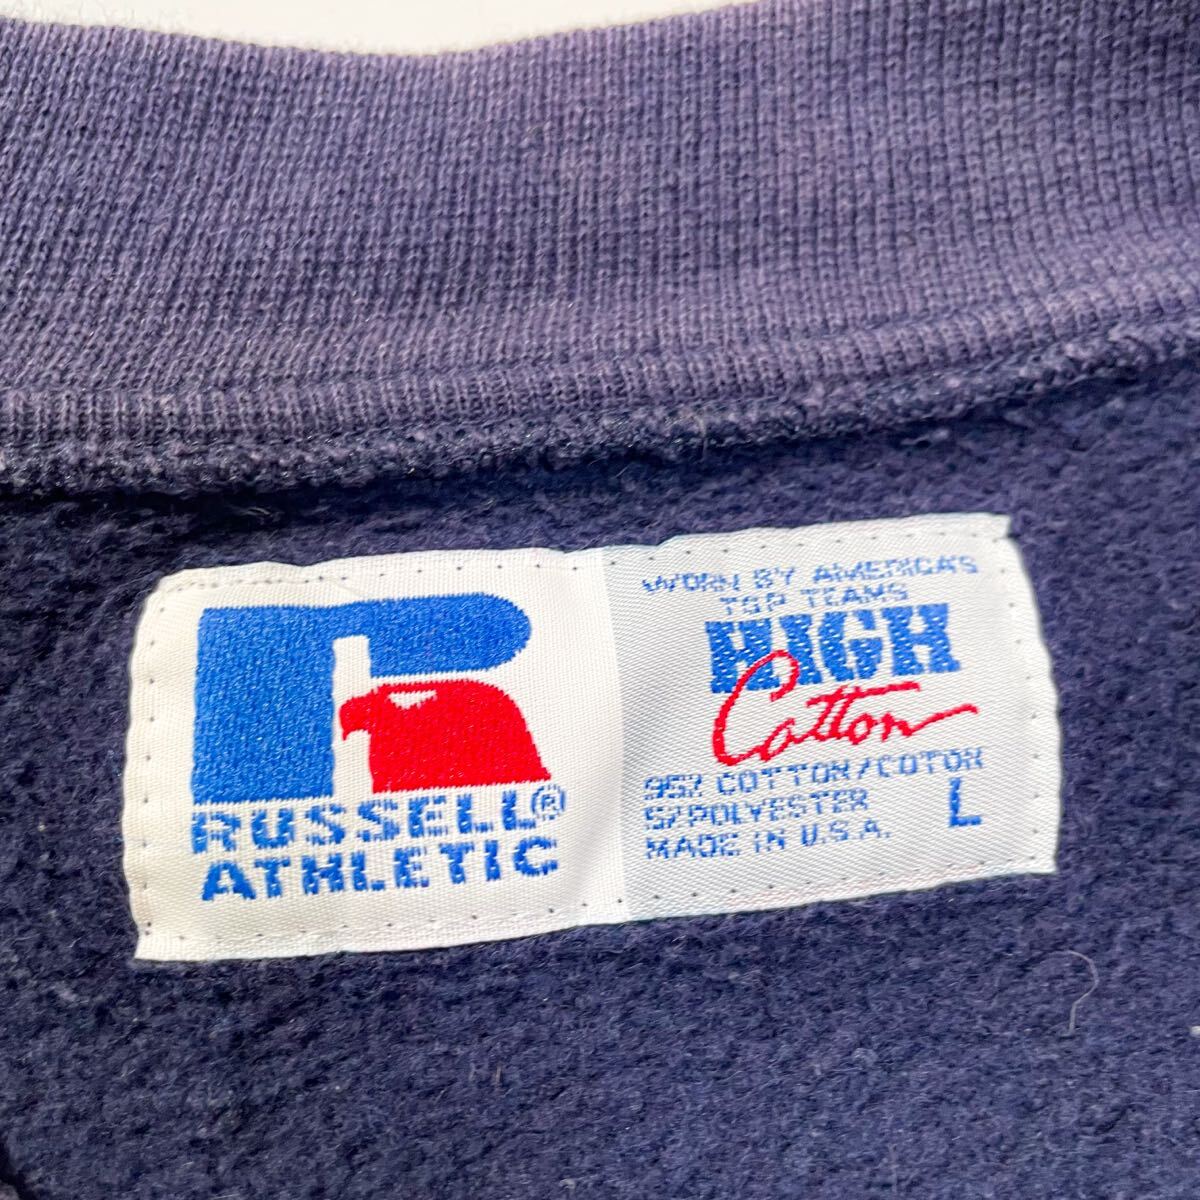 RUSSELL®
ATHLETIC
WORN BY AMERICA'S
TOP TEAMS
HIGH
Cotton
95% COTTON/COTON
5% POLYESTER
MADE IN U.S.A.
L